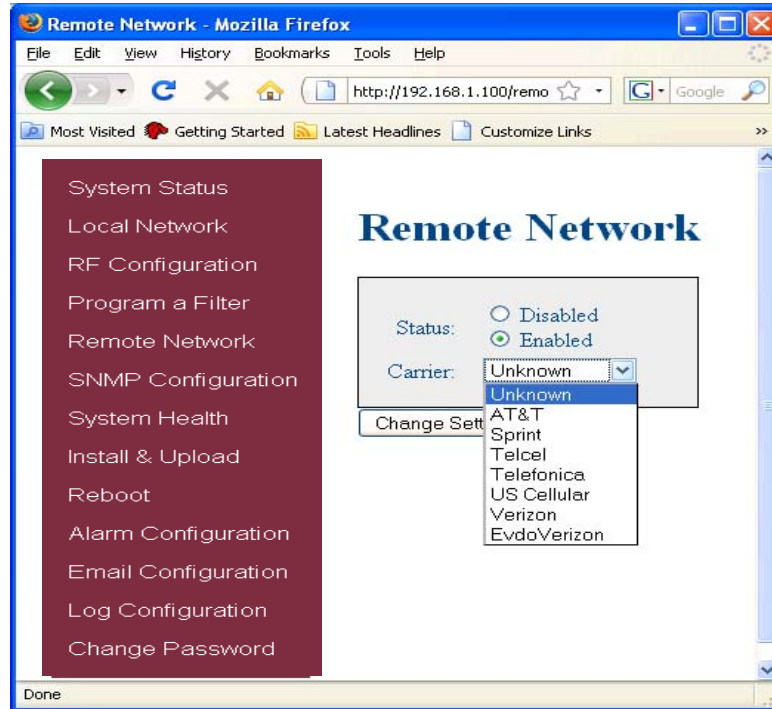 Remote Network - Mozilla Firefox
File Edit View History Bookmarks Tools Help
http://192.168.1.100/remo
G Google
Most Visited Getting Started Latest Headlines Customize Links »
System Status
Local Network
RF Configuration
Program a Filter
Remote Network
SNMP Configuration
System Health
Install & Upload
Reboot
Alarm Configuration
Email Configuration
Log Configuration
Change Password
Remote Network
Status:
Disabled
Enabled
Carrier:
Unknown
Unknown
AT&T
Sprint
Telcel
Telefonica
US Cellular
Verizon
EvdoVerizon
Change Sett
Done